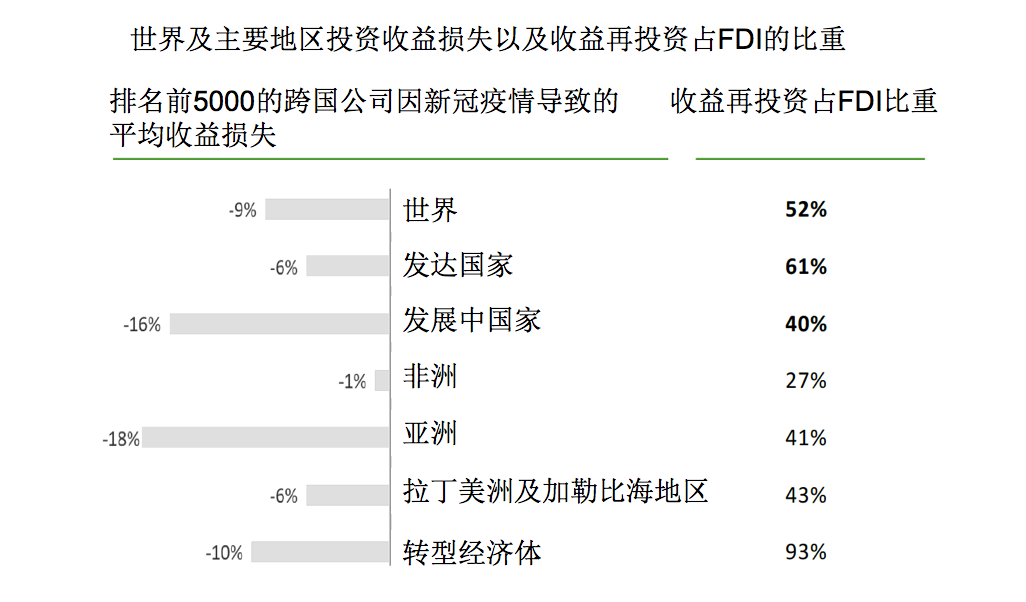 世界及主要地区投资收益损失以及收益再投资占FDI的比重
排名前5000的跨国公司因新冠疫情导致的
平均收益损失
收益再投资占FDI比重
-9% 世界 52%
-6% 发达国家 61%
-16% 发展中国家 40%
-1% 非洲 27%
-18% 亚洲 41%
-6% 拉丁美洲及加勒比海地区 43%
-10% 转型经济体 93%